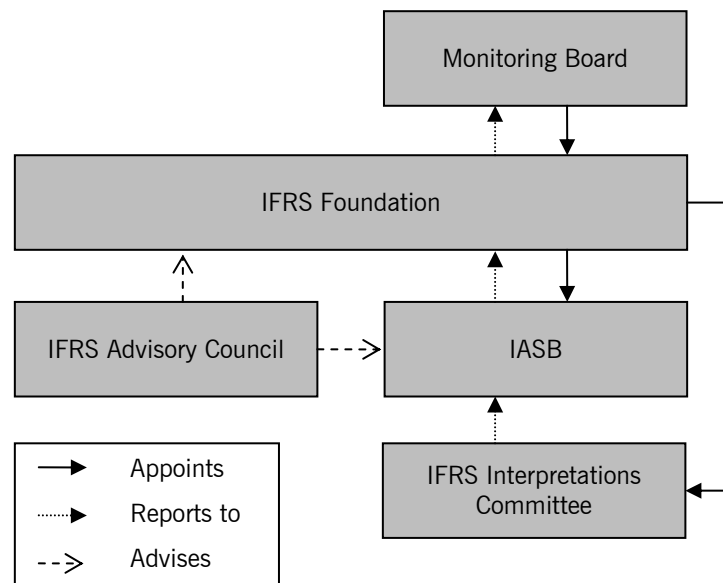 Monitoring Board
IFRS Foundation
IFRS Advisory Council
IASB
IFRS Interpretations
Committee
Appoints
Reports to
Advises